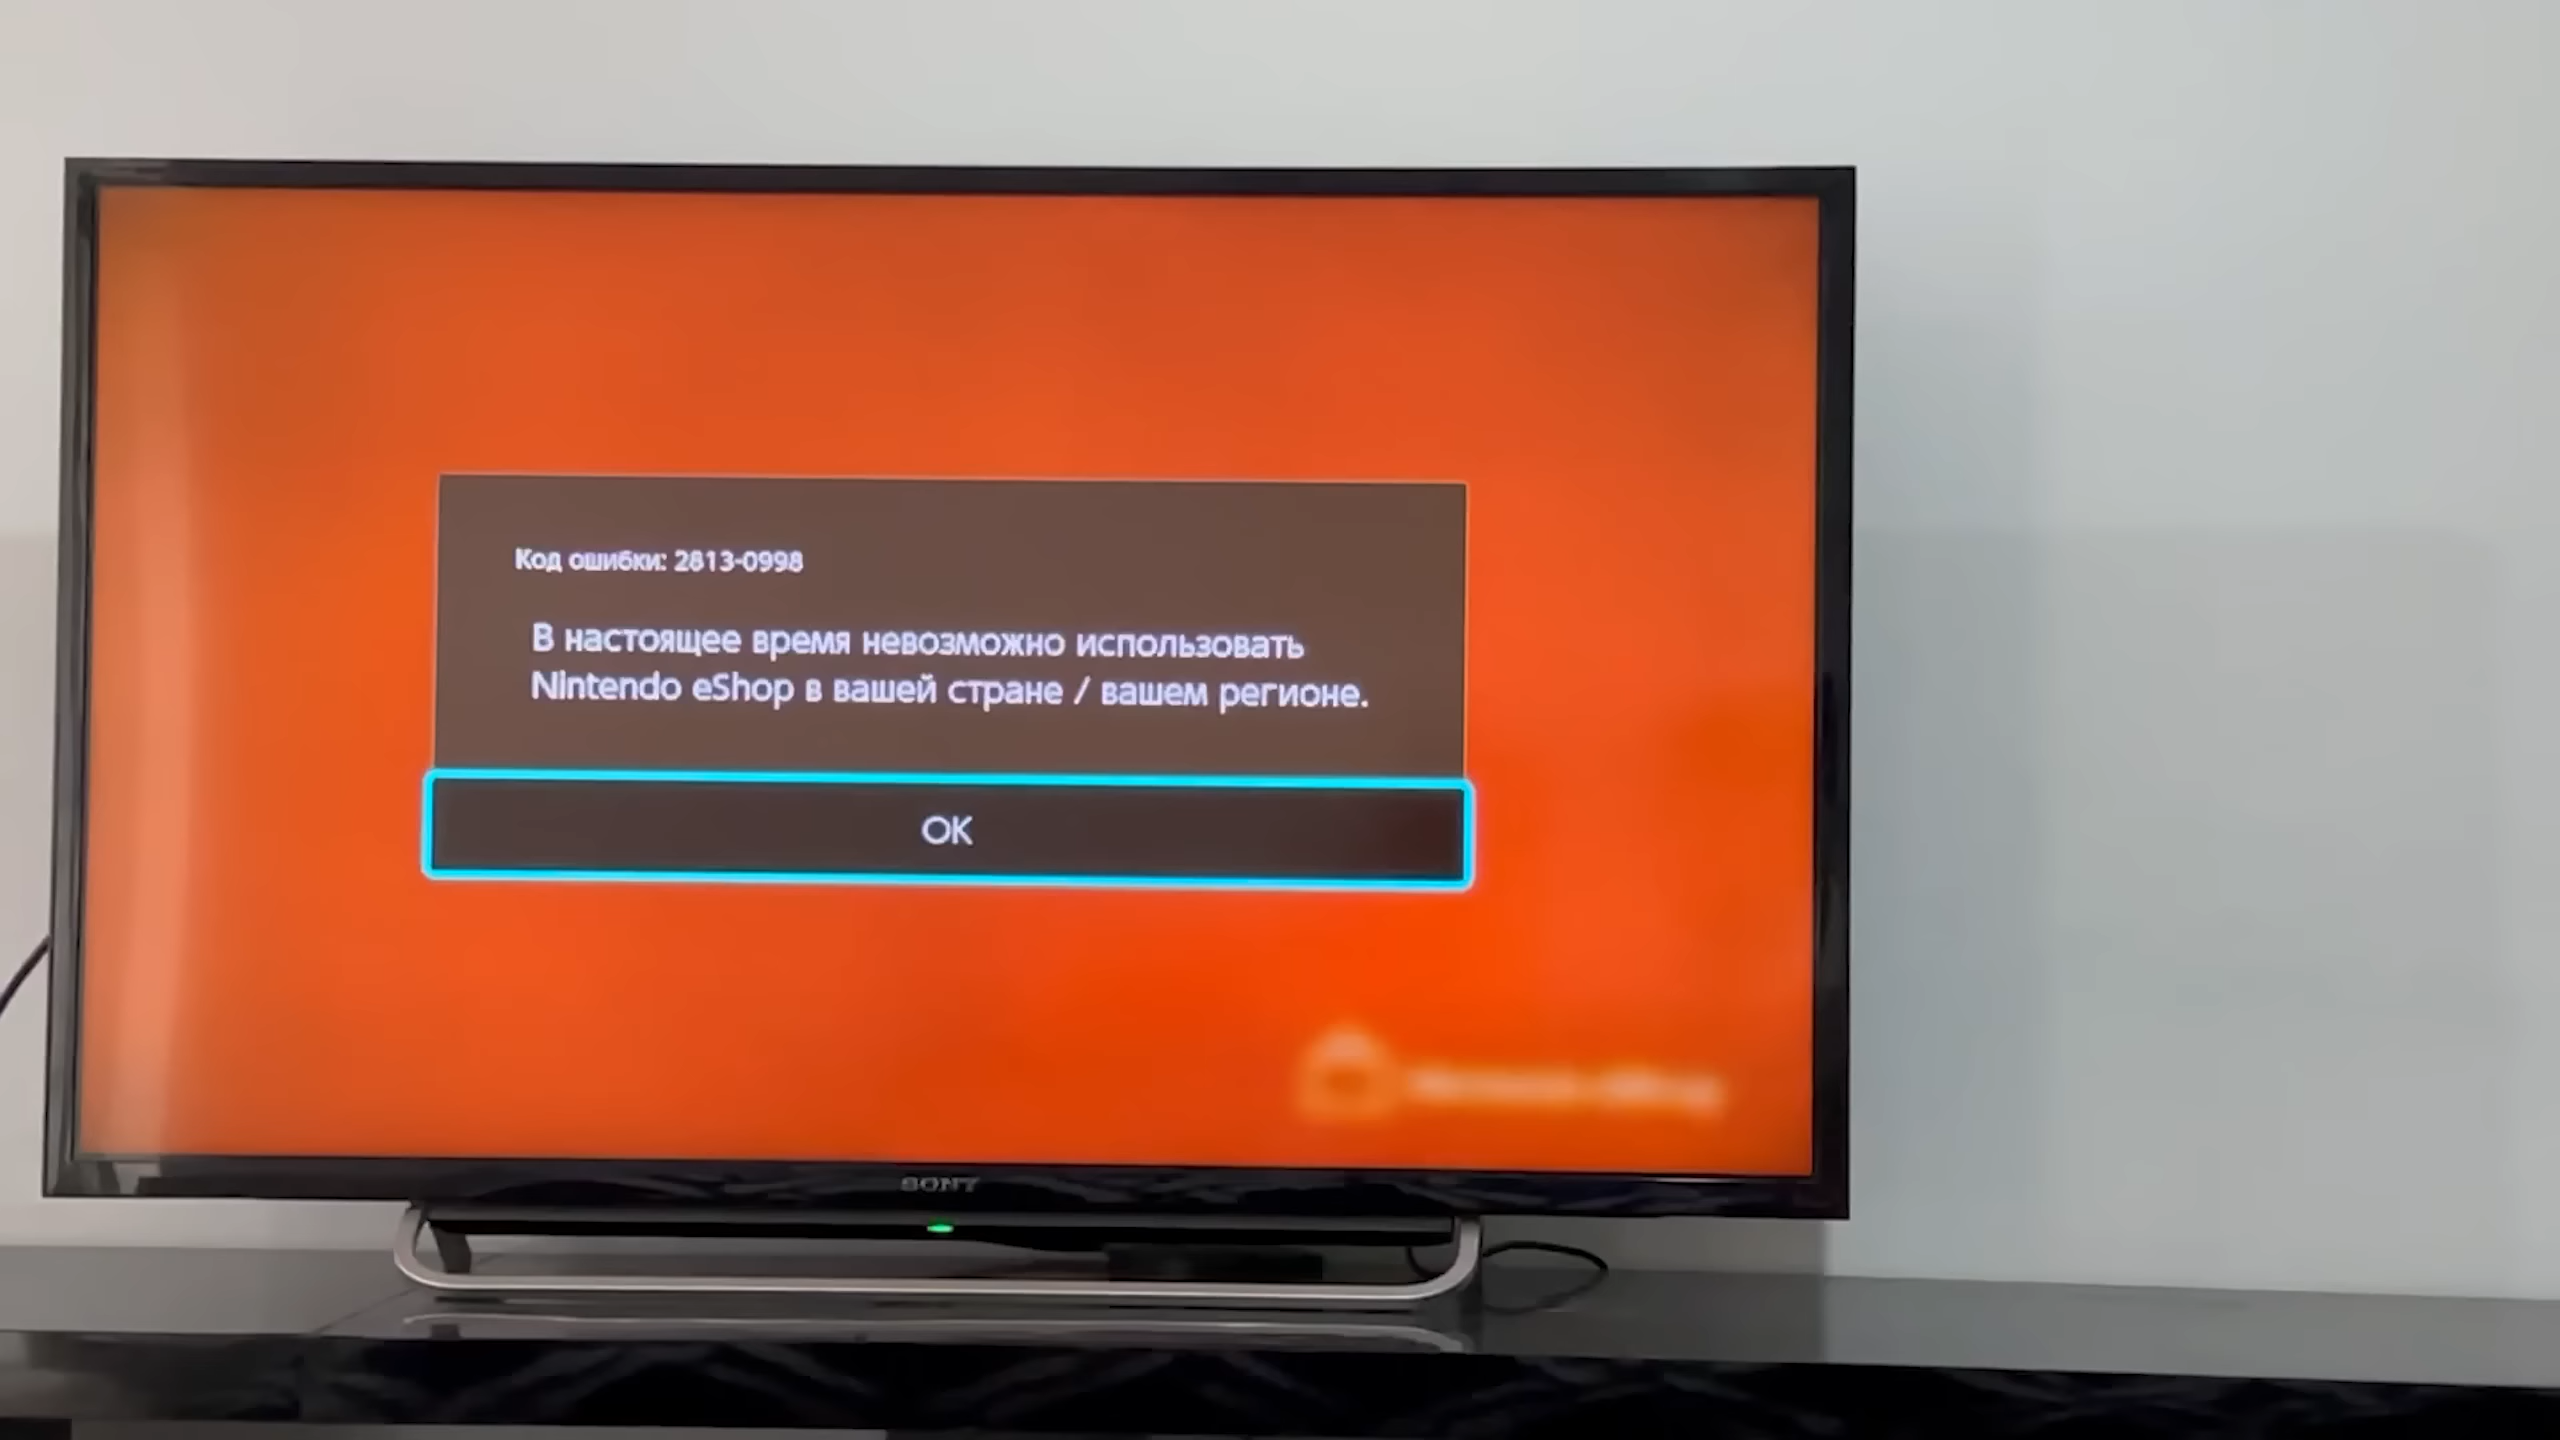 Код ошибки: 2813-0998
В настоящее время невозможно использовать
Nintendo eShop в вашей стране / вашем регионе.
OK
SONY